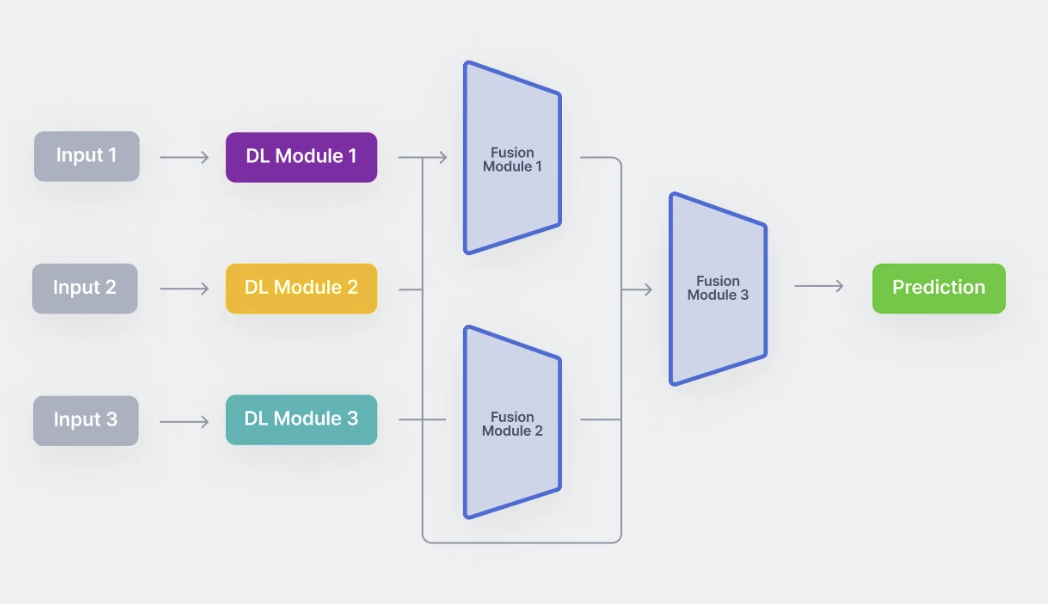 Input 1
DL Module 1
Fusion
Module 1
Input 2
DL Module 2
Fusion
Module 3
Prediction
Input 3
DL Module 3
Fusion
Module 2